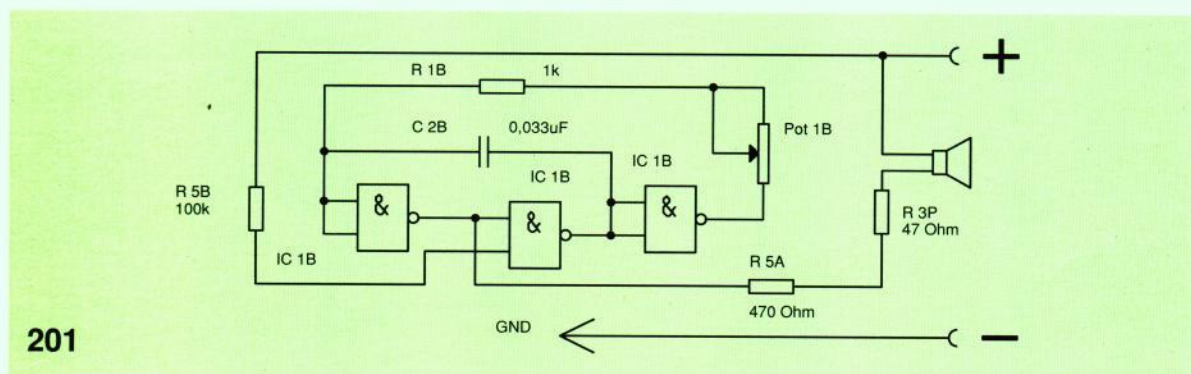 +
R 1B 1k
C 2B 0,033uF
Pot 1B
IC 1B
IC 1B
R 5B
100k
&
&
&
R 3P
47 Ohm
IC 1B
R 5A
470 Ohm
GND
201
−